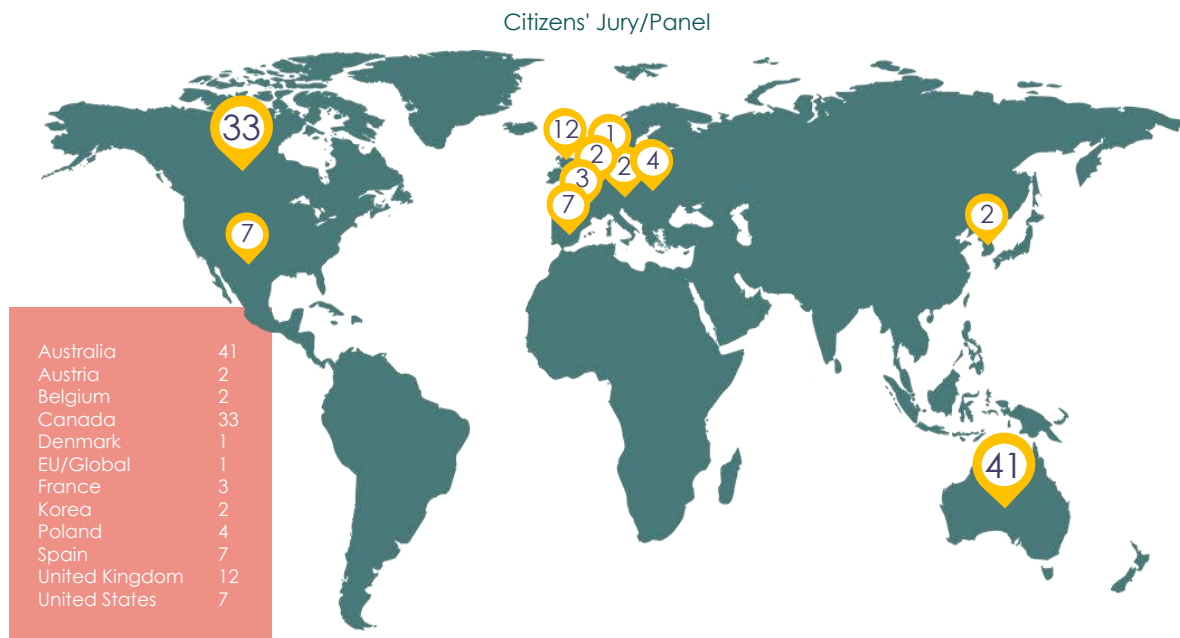 Citizens' Jury/Panel
33
12
1
2
2
4
3
7
2
7
41
Australia 41
Austria 2
Belgium 2
Canada 33
Denmark 1
EU/Global 1
France 3
Korea 2
Poland 4
Spain 7
United Kingdom 12
United States 7